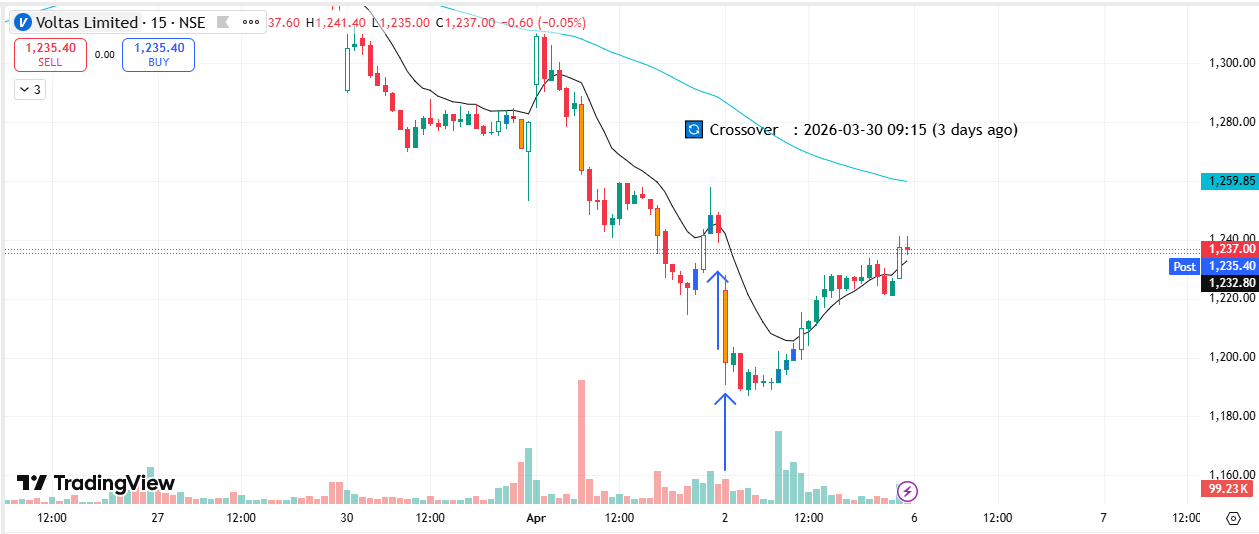 Voltas Limited · 15 · NSE 37.60 H1,241.40 L1,235.00 C1,237.00 −0.60 (−0.05%)
1,235.40 SELL 0.00 1,235.40 BUY
3
1,300.00
1,280.00
Crossover : 2026-03-30 09:15 (3 days ago)
1,259.85
1,240.00
1,237.00
Post 1,235.40
1,232.80
1,220.00
1,200.00
1,180.00
1,160.00
TradingView
99.23 K
12:00 27 12:00 30 12:00 Apr 12:00 2 12:00 6 12:00 7 12:00